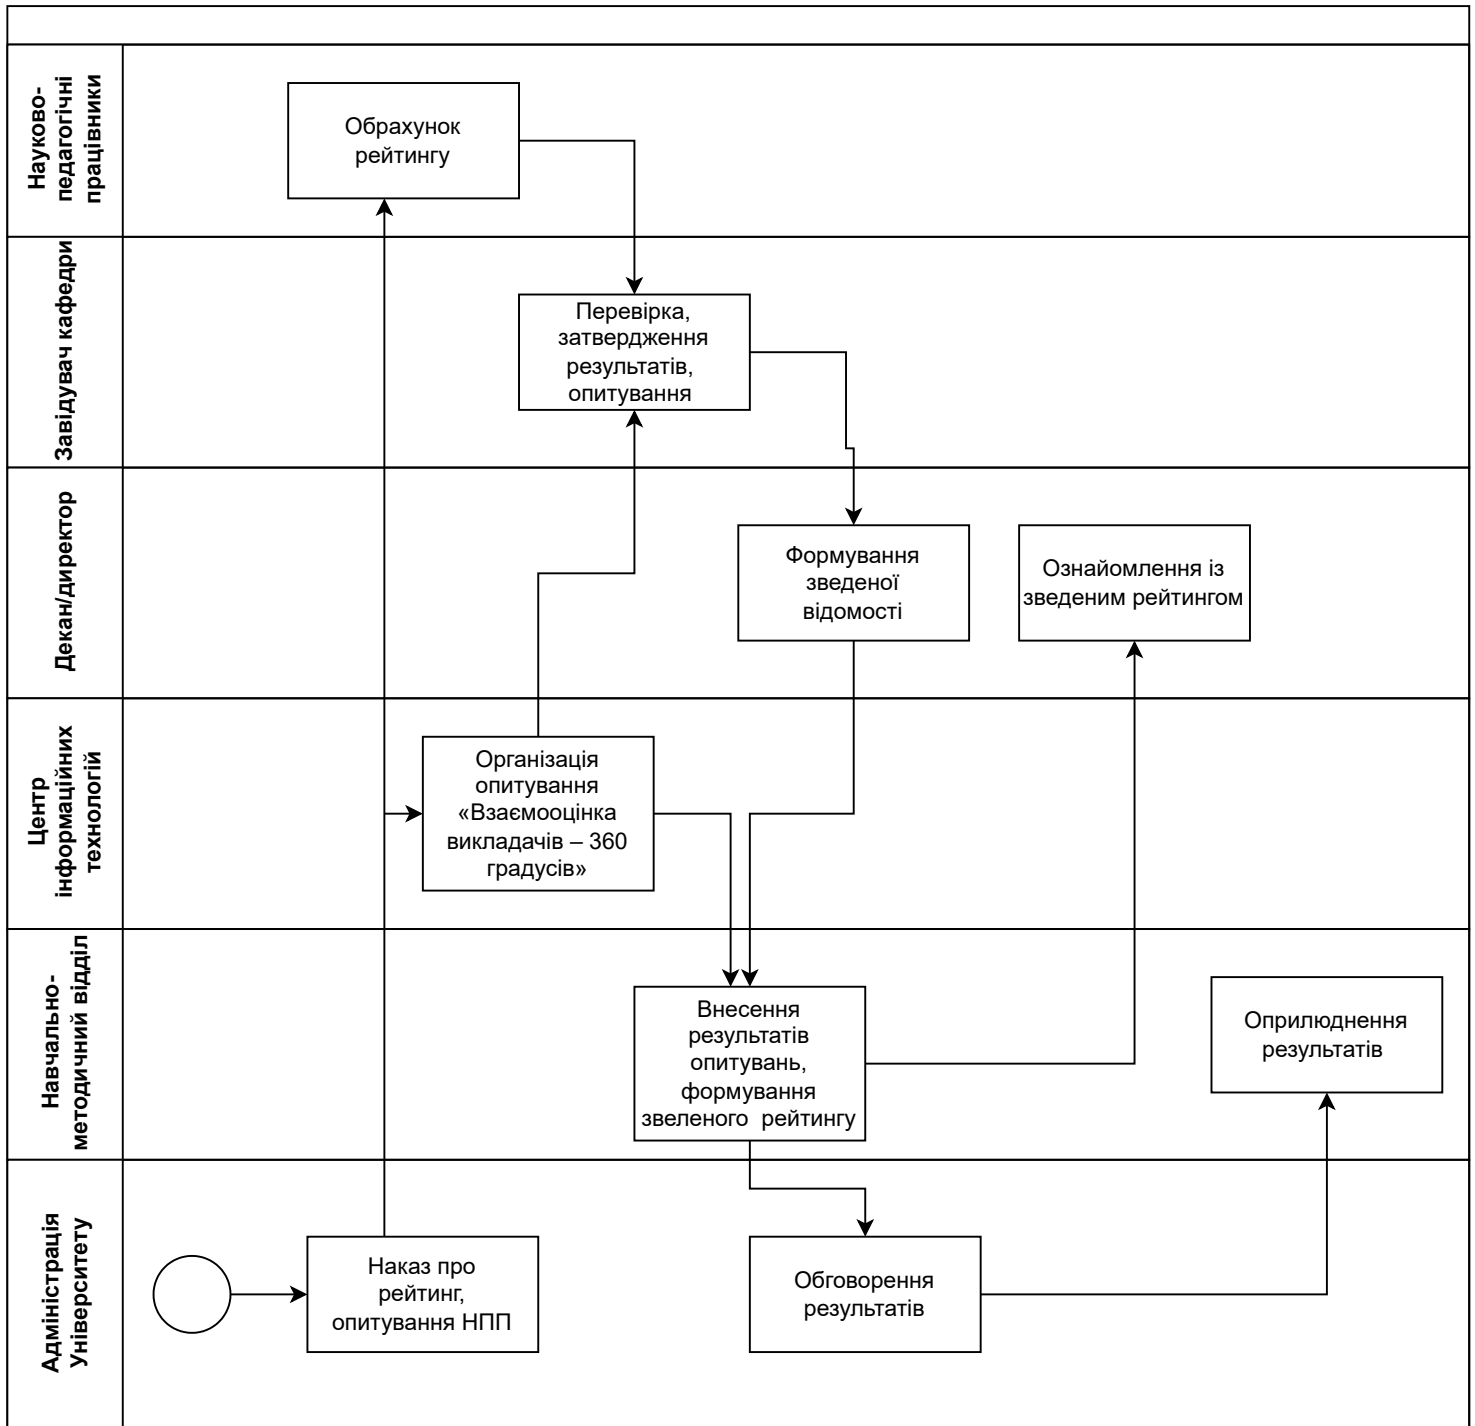 Науково-
педагогічні
працівники
Обрахунок
рейтингу
Завідувач кафедри
Перевірка,
затвердження
результатів,
опитування
Декан/директор
Формування
зведеної
відомості
Ознайомлення із
зведеним рейтингом
Центр
інформаційних
технологій
Організація
опитування
«Взаємооцінка
викладачів – 360
градусів»
Навчально-
методичний відділ
Внесення
результатів
опитувань,
формування
звеленого рейтингу
Оприлюднення
результатів
Адміністрація
Університету
Наказ про
рейтинг,
опитування НПП
Обговорення
результатів